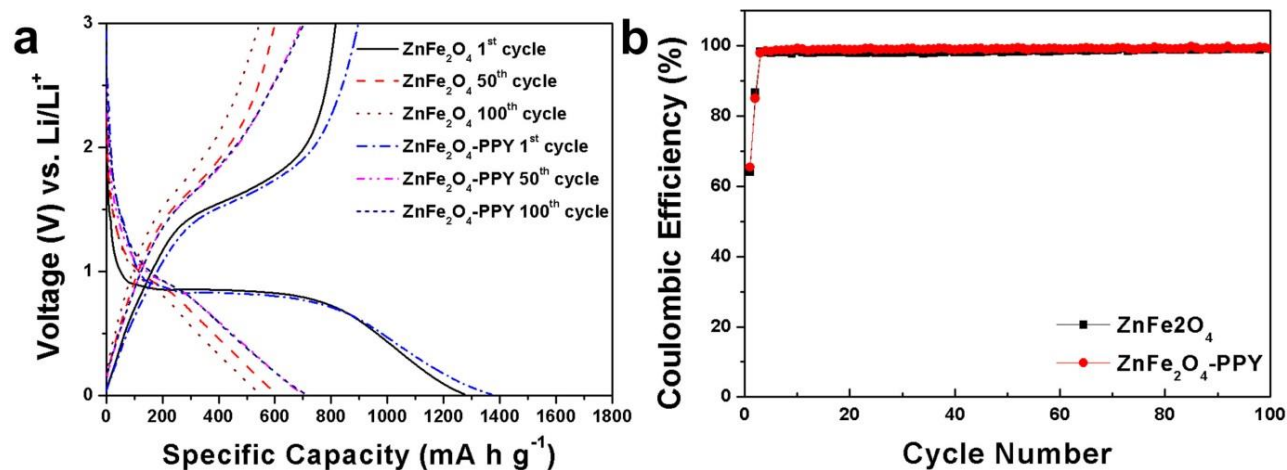 a
Voltage (V) vs. Li/Li⁺
3
2
1
0
ZnFe₂O₄ 1ˢᵗ cycle
ZnFe₂O₄ 50ᵗʰ cycle
ZnFe₂O₄ 100ᵗʰ cycle
ZnFe₂O₄-PPY 1ˢᵗ cycle
ZnFe₂O₄-PPY 50ᵗʰ cycle
ZnFe₂O₄-PPY 100ᵗʰ cycle
0 200 400 600 800 1000 1200 1400 1600 1800
Specific Capacity (mA h g⁻¹)
b
Coulombic Efficiency (%)
100
80
60
40
20
0
ZnFe2O₄
ZnFe₂O₄-PPY
0 20 40 60 80 100
Cycle Number